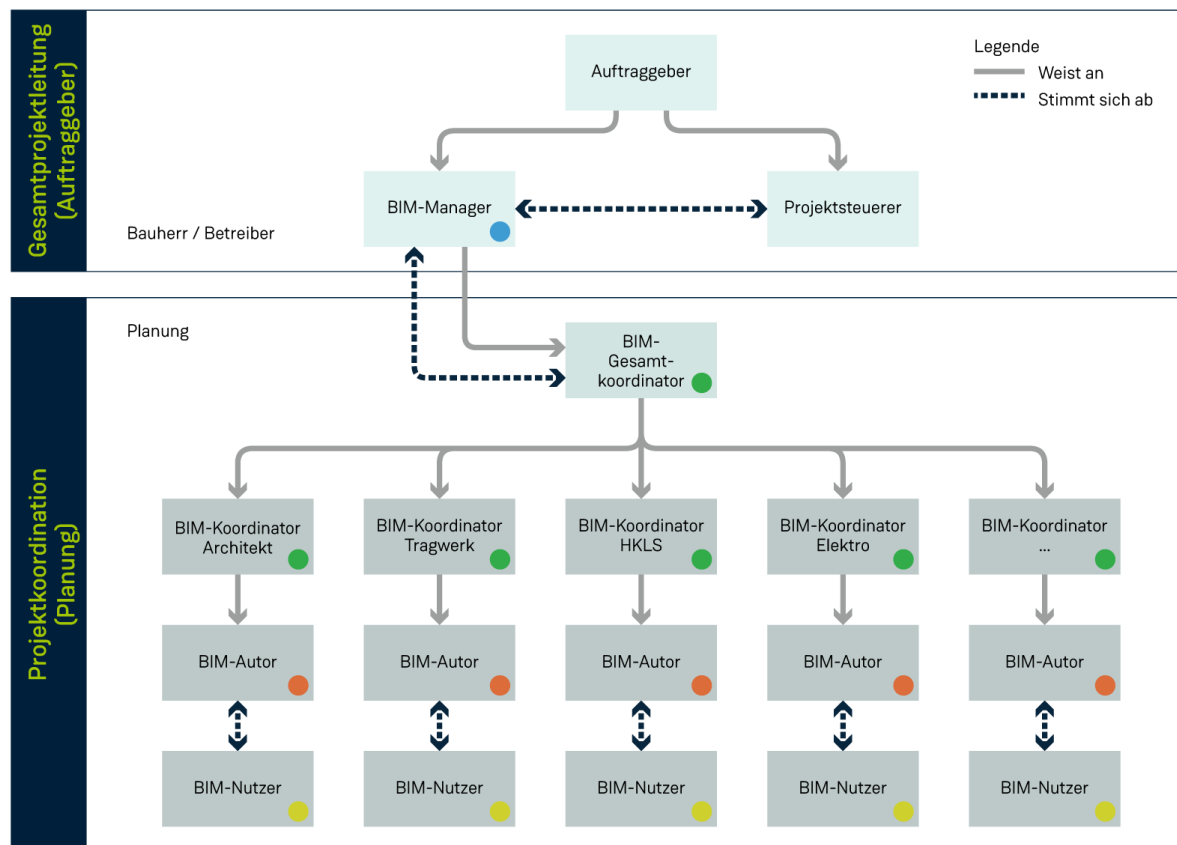 Gesamtprojektleitung
(Auftraggeber)
Auftraggeber
Legende
Weist an
Stimmt sich ab
BIM-Manager
Projektsteuerer
Bauherr / Betreiber
Projektkoordination
(Planung)
Planung
BIM-
Gesamt-
koordinator
BIM-Koordinator
Architekt
BIM-Koordinator
Tragwerk
BIM-Koordinator
HKLS
BIM-Koordinator
Elektro
BIM-Koordinator
...
BIM-Autor
BIM-Autor
BIM-Autor
BIM-Autor
BIM-Autor
BIM-Nutzer
BIM-Nutzer
BIM-Nutzer
BIM-Nutzer
BIM-Nutzer